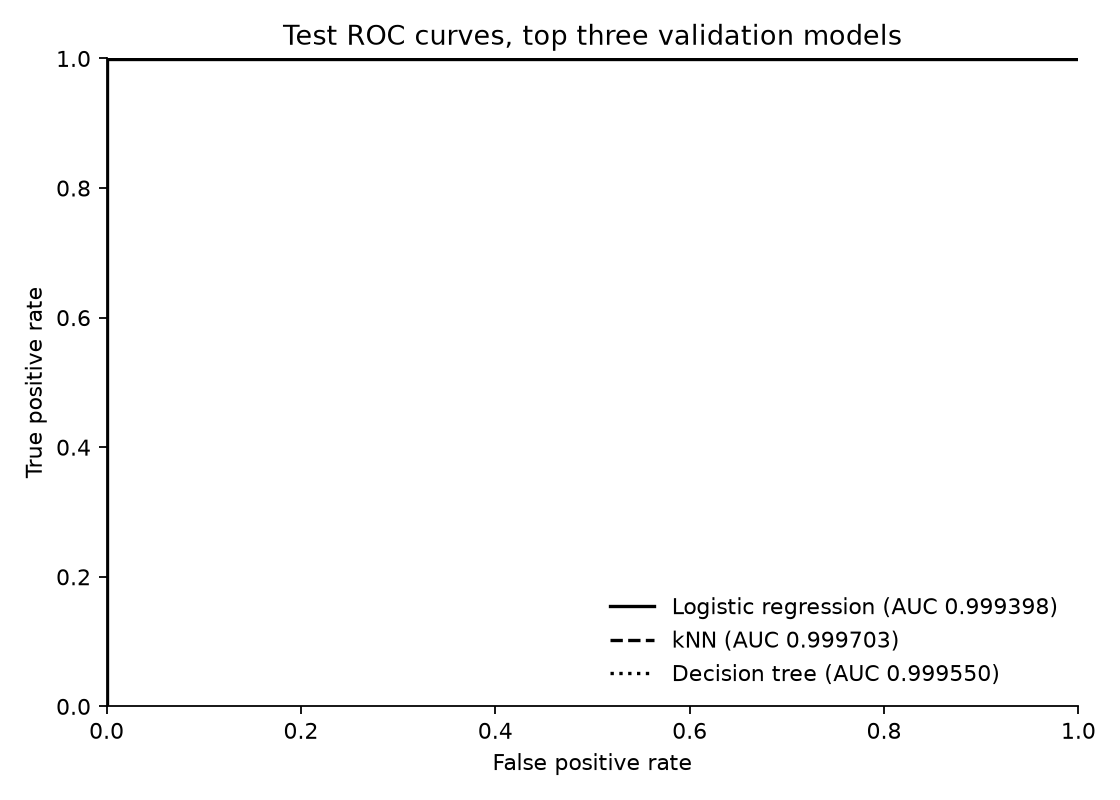 Test ROC curves, top three validation models
1.0
0.8
0.6
0.4
0.2
0.0
True positive rate
Logistic regression (AUC 0.999398)
kNN (AUC 0.999703)
Decision tree (AUC 0.999550)
0.0 0.2 0.4 0.6 0.8 1.0
False positive rate